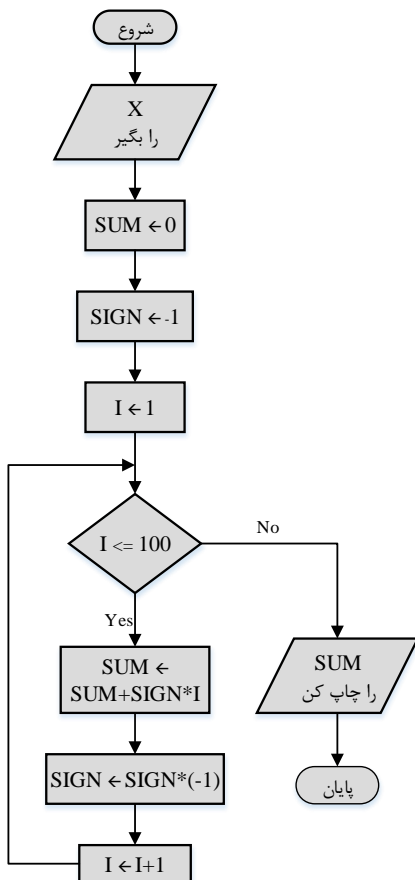 شروع
X
را بگیر
SUM ← 0
SIGN ← -1
I ← 1
I <= 100
No
Yes
SUM ←
SUM+SIGN*I
SUM
را چاپ کن
SIGN ← SIGN*(-1)
پایان
I ← I+1